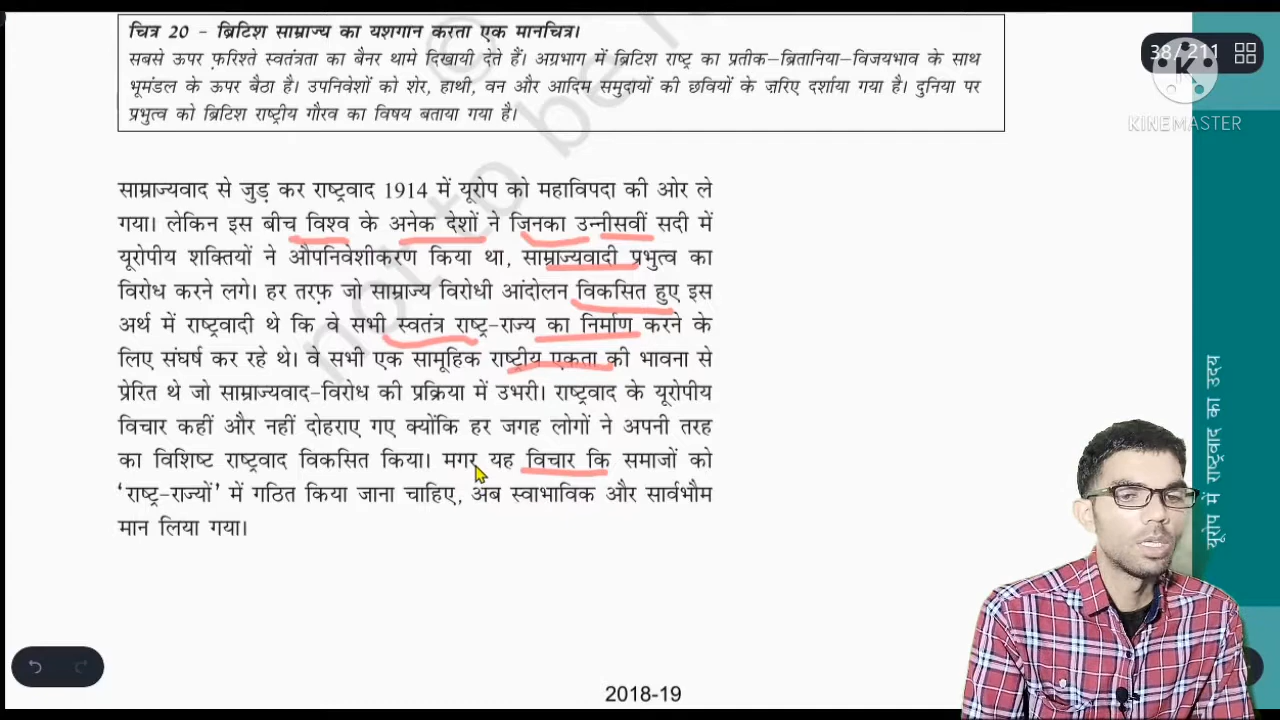 चित्र 20 – ब्रिटिश साम्राज्य का यशगान करता एक मानचित्र।
सबसे ऊपर फ़रिश्ते स्वतंत्रता का बैनर थामे दिखायी देते हैं। अग्रभाग में ब्रिटिश राष्ट्र का प्रतीक–ब्रितानिया–विजयभाव के साथ
भूमंडल के ऊपर बैठा है। उपनिवेशों को शेर, हाथी, वन और आदिम समुदायों की छवियों के ज़रिए दर्शाया गया है। दुनिया पर
प्रभुत्व को ब्रिटिश राष्ट्रीय गौरव का विषय बताया गया है।
38/211
K
KINEMASTER
साम्राज्यवाद से जुड़ कर राष्ट्रवाद 1914 में यूरोप को महाविपदा की ओर ले
गया। लेकिन इस बीच विश्व के अनेक देशों ने जिनका उन्नीसवीं सदी में
यूरोपीय शक्तियों ने औपनिवेशीकरण किया था, साम्राज्यवादी प्रभुत्व का
विरोध करने लगे। हर तरफ़ जो साम्राज्य विरोधी आंदोलन विकसित हुए इस
अर्थ में राष्ट्रवादी थे कि वे सभी स्वतंत्र राष्ट्र–राज्य का निर्माण करने के
लिए संघर्ष कर रहे थे। वे सभी एक सामूहिक राष्ट्रीय एकता की भावना से
प्रेरित थे जो साम्राज्यवाद–विरोध की प्रक्रिया में उभरी। राष्ट्रवाद के यूरोपीय
विचार कहीं और नहीं दोहराए गए क्योंकि हर जगह लोगों ने अपनी तरह
का विशिष्ट राष्ट्रवाद विकसित किया। मगर यह विचार कि समाजों को
‘राष्ट्र–राज्यों’ में गठित किया जाना चाहिए, अब स्वाभाविक और सार्वभौम
मान लिया गया।
यूरोप में राष्ट्रवाद का उदय
not to be
©
2018-19